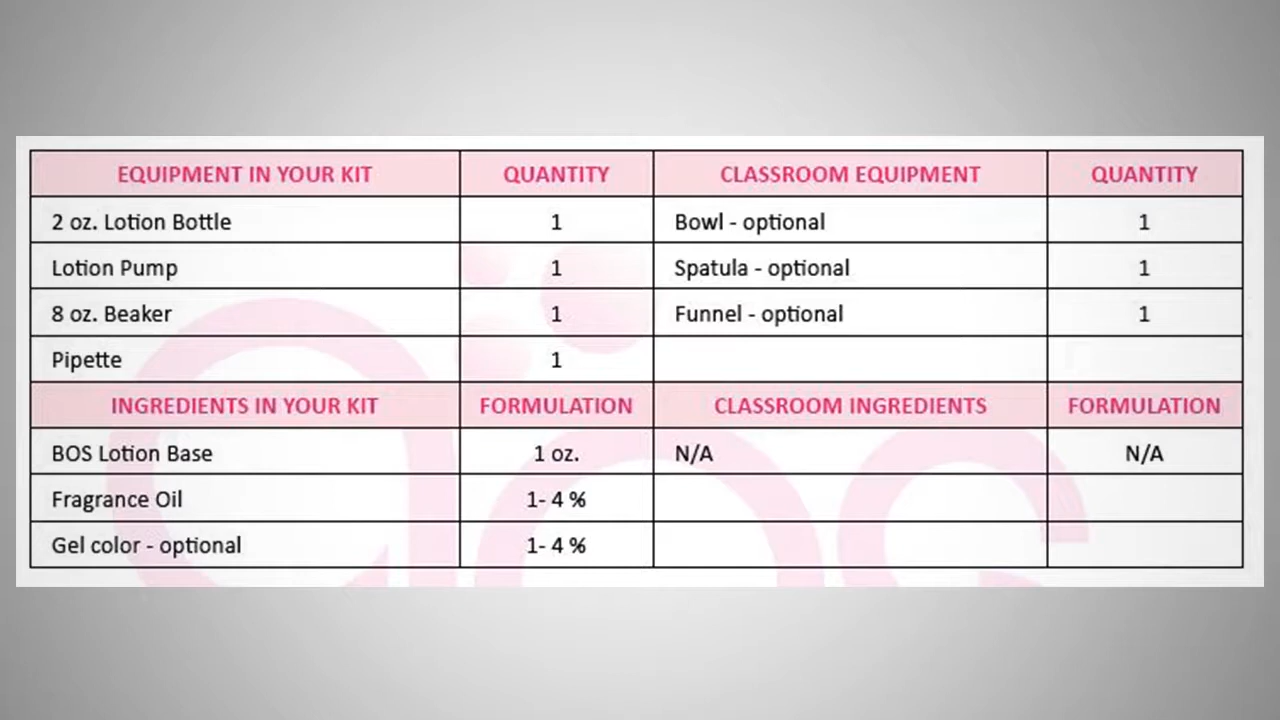 EQUIPMENT IN YOUR KIT QUANTITY CLASSROOM EQUIPMENT QUANTITY
2 oz. Lotion Bottle 1 Bowl - optional 1
Lotion Pump 1 Spatula - optional 1
8 oz. Beaker 1 Funnel - optional 1
Pipette 1
INGREDIENTS IN YOUR KIT FORMULATION CLASSROOM INGREDIENTS FORMULATION
BOS Lotion Base 1 oz. N/A N/A
Fragrance Oil 1- 4 %
Gel color - optional 1- 4 %